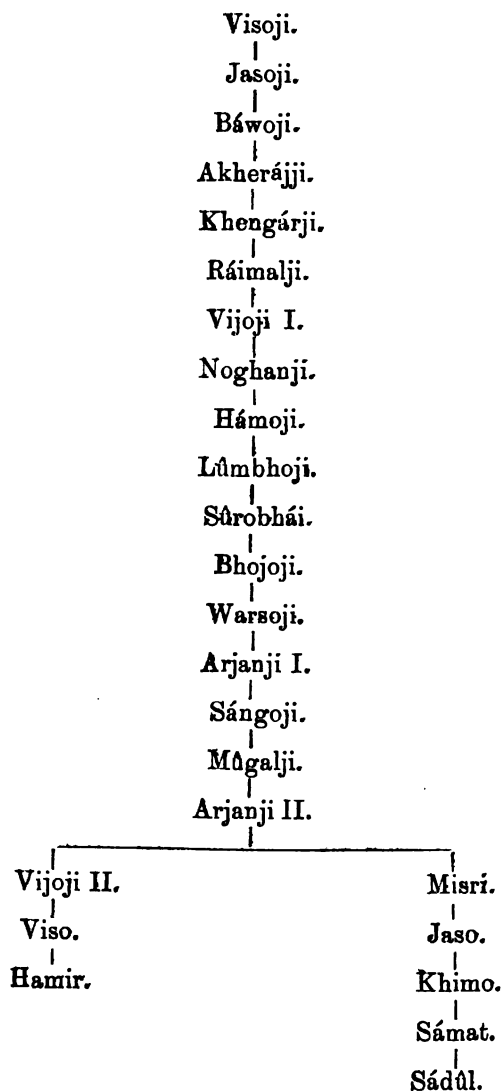 Visoji.
Jasoji.
Báwoji.
Akherájji.
Khengárji.
Ráimalji.
Vijoji I.
Noghanji.
Hámoji.
Lûmbhoji.
Sûrobhái.
Bhojoji.
Warsoji.
Arjanji I.
Sángoji.
Mûgalji.
Arjanji II.
Vijoji II. Misrí.
Viso. Jaso.
Hamir. Khimo.
Sámat.
Sádûl.